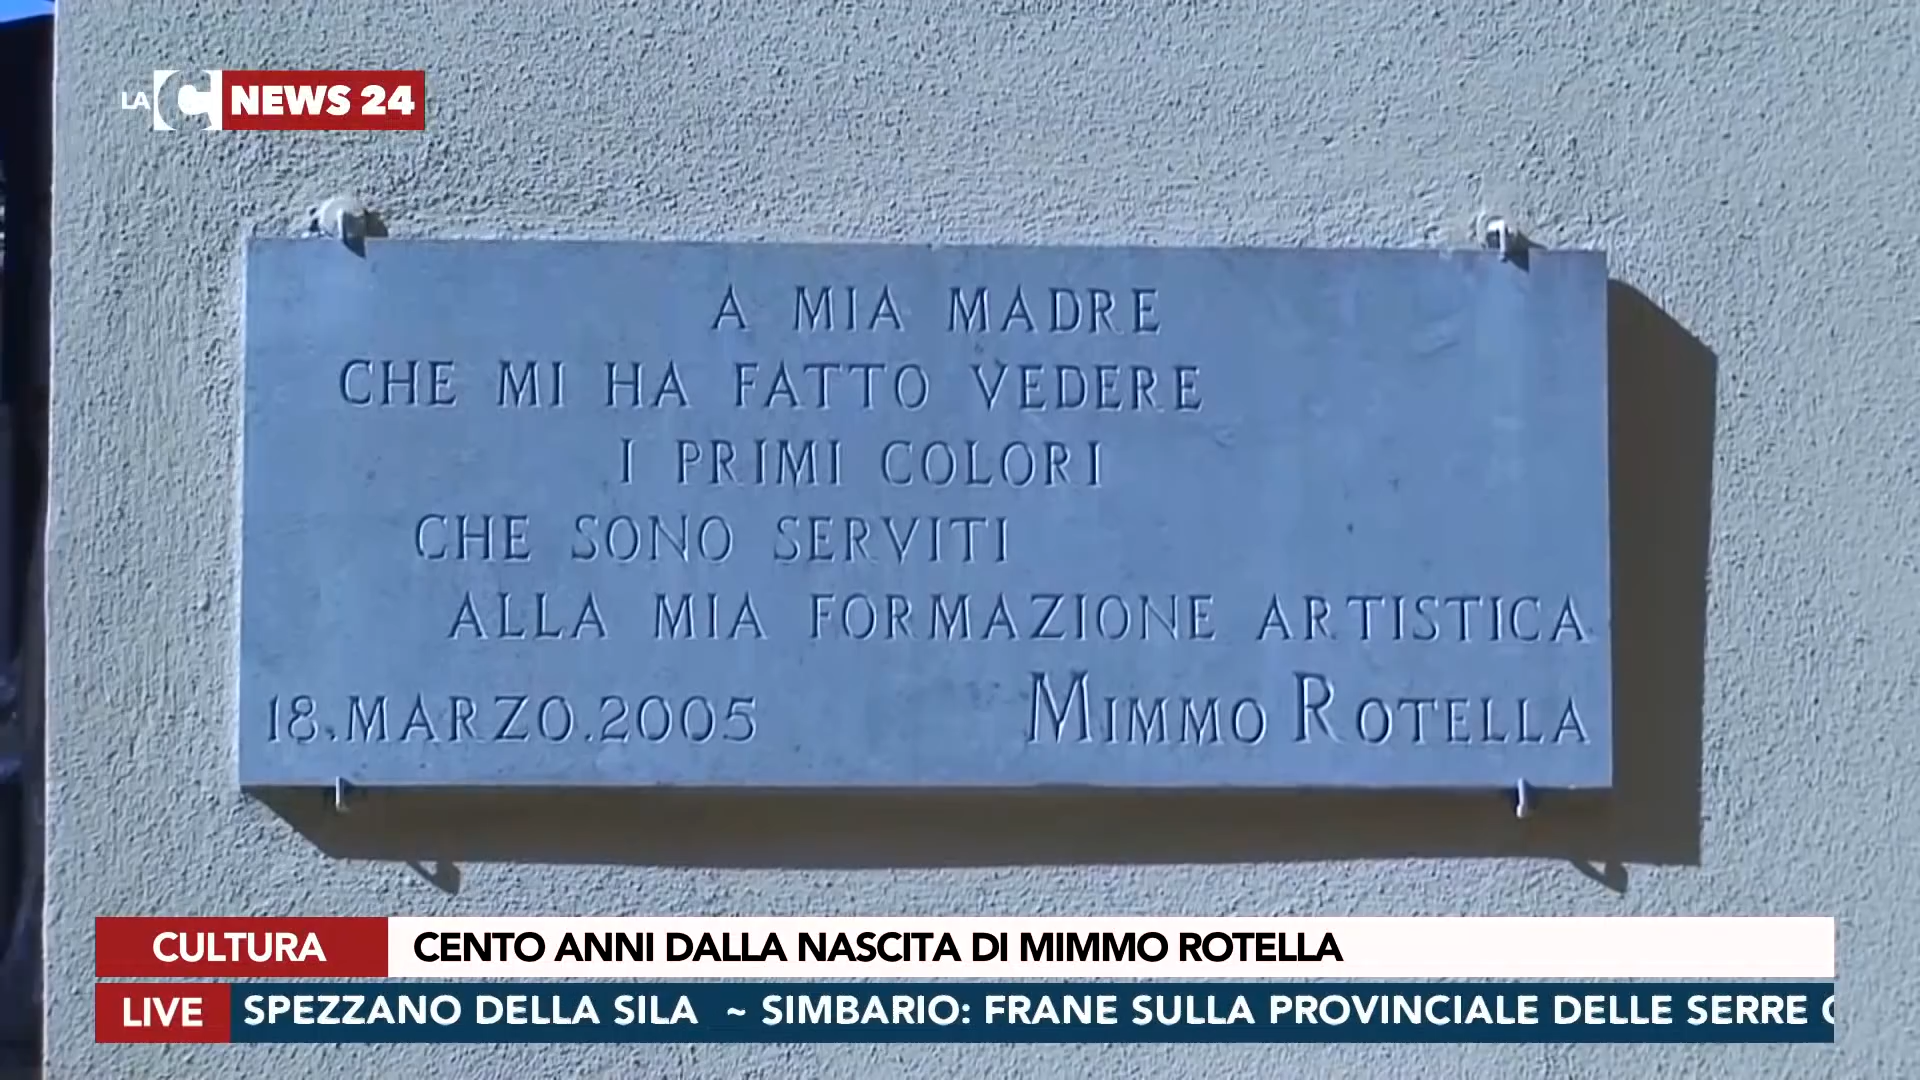 LA C NEWS 24
A MIA MADRE
CHE MI HA FATTO VEDERE
I PRIMI COLORI
CHE SONO SERVITI
ALLA MIA FORMAZIONE ARTISTICA
18.MARZO.2005 MIMMO ROTELLA
CULTURA CENTO ANNI DALLA NASCITA DI MIMMO ROTELLA
LIVE SPEZZANO DELLA SILA ~ SIMBARIO: FRANE SULLA PROVINCIALE DELLE SERRE